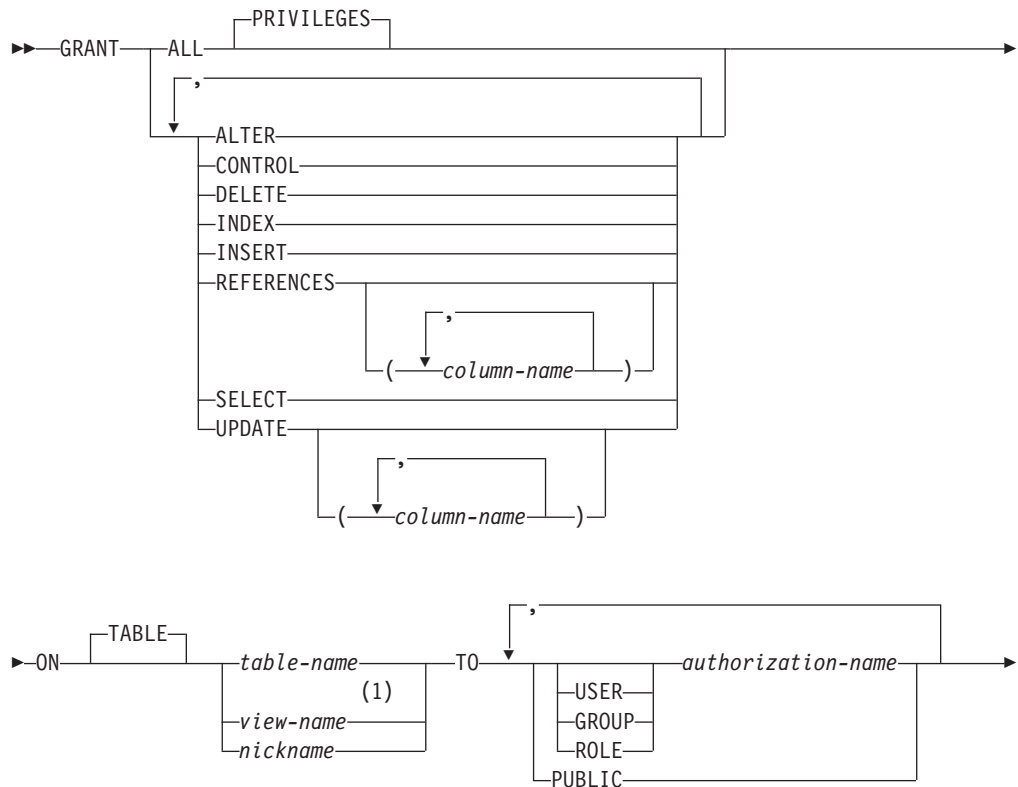 PRIVILEGES
GRANT ALL
,
ALTER
CONTROL
DELETE
INDEX
INSERT
REFERENCES
,
( column-name )
SELECT
UPDATE
,
( column-name )
,
TABLE
ON table-name TO authorization-name
(1) USER
view-name GROUP
nickname ROLE
PUBLIC